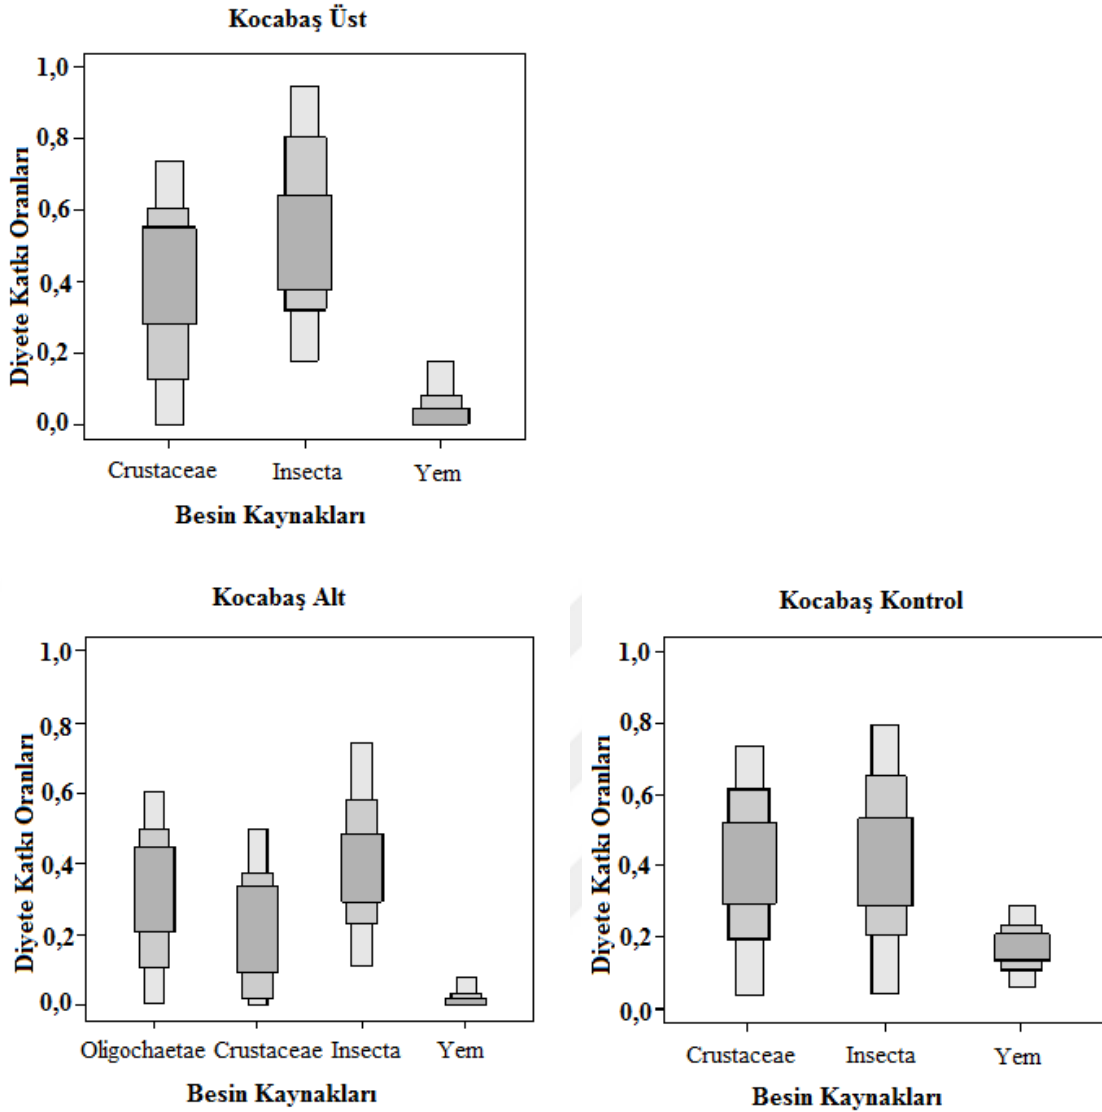 Kocabaş Üst
Diyete Katkı Oranları
1,0
0,8
0,6
0,4
0,2
0,0
Crustaceae Insecta Yem
Besin Kaynakları
Kocabaş Alt
Diyete Katkı Oranları
1,0
0,8
0,6
0,4
0,2
0,0
Oligochaetae Crustaceae Insecta Yem
Besin Kaynakları
Kocabaş Kontrol
Diyete Katkı Oranları
1,0
0,8
0,6
0,4
0,2
0,0
Crustaceae Insecta Yem
Besin Kaynakları